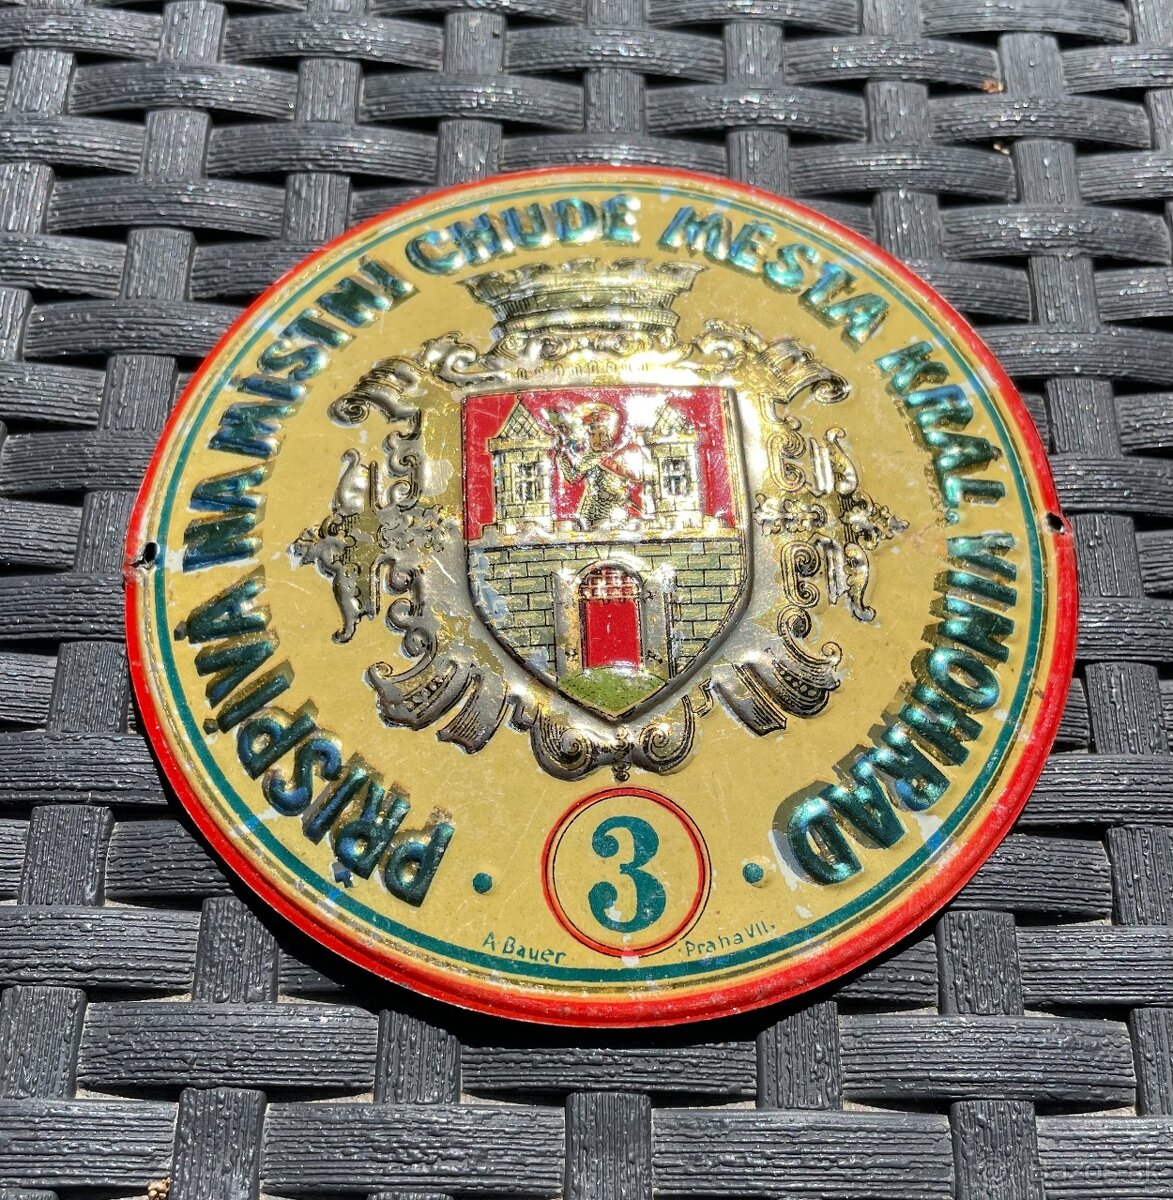 PŘISPÍVÁ NA MÍSTNÍ CHUDÉ MĚSTA KRÁL. VINOHRAD
3
A. Bauer Praha VII.